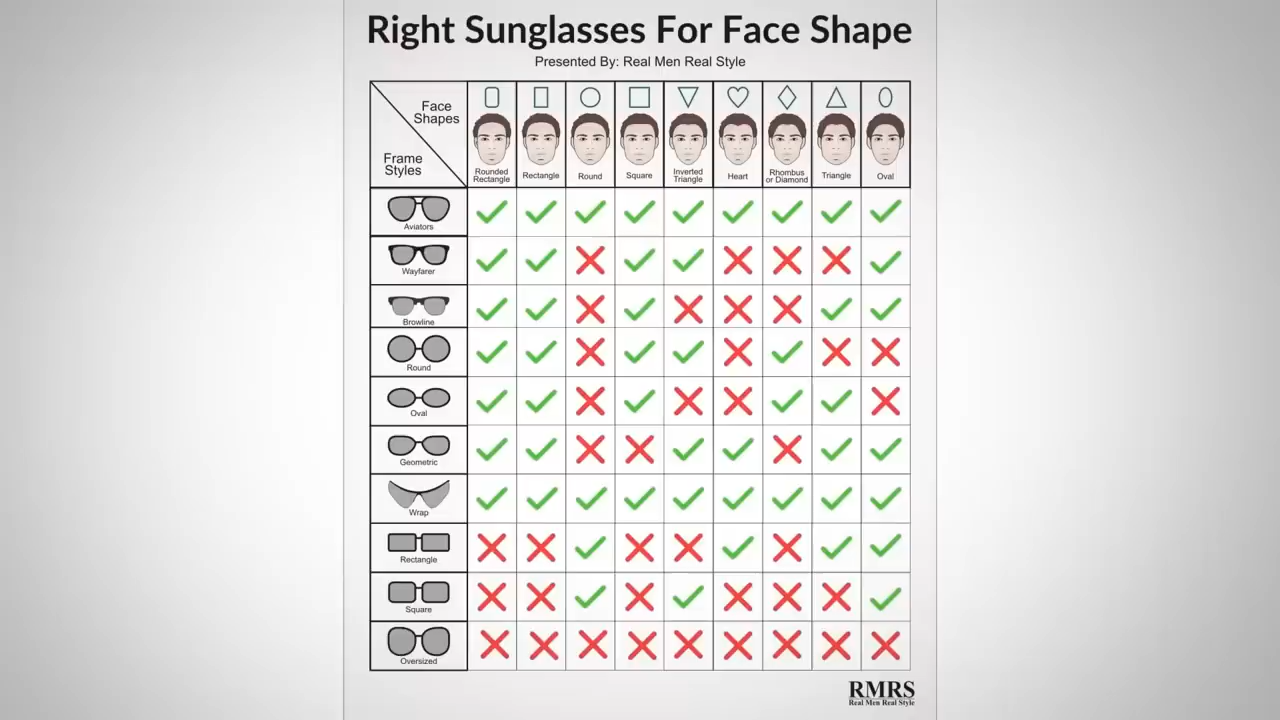 Right Sunglasses For Face Shape
Presented By: Real Men Real Style
Face
Shapes
Frame
Styles
Rounded
Rectangle
Rectangle
Round
Square
Inverted
Triangle
Heart
Rhombus
or Diamond
Triangle
Oval
Aviators
Wayfarer
Browline
Round
Oval
Geometric
Wrap
Rectangle
Square
Oversized
RMRS
Real Men Real Style